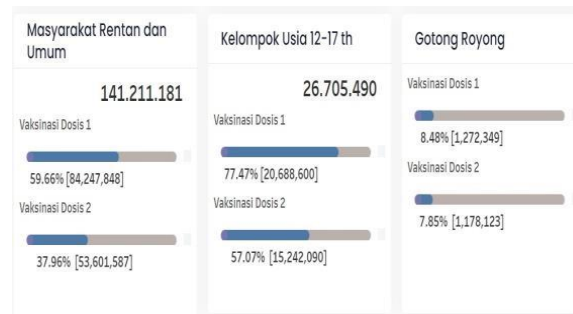 Masyarakat Rentan dan
Umum
141.211.181
Vaksinasi Dosis 1
59.66% [84,247,848]
Vaksinasi Dosis 2
37.96% [53,601,587]
Kelompok Usia 12-17 th
26.705.490
Vaksinasi Dosis 1
77.47% [20,688,600]
Vaksinasi Dosis 2
57.07% [15,242,090]
Gotong Royong
Vaksinasi Dosis 1
8.48% [1,272,349]
Vaksinasi Dosis 2
7.85% [1,178,123]